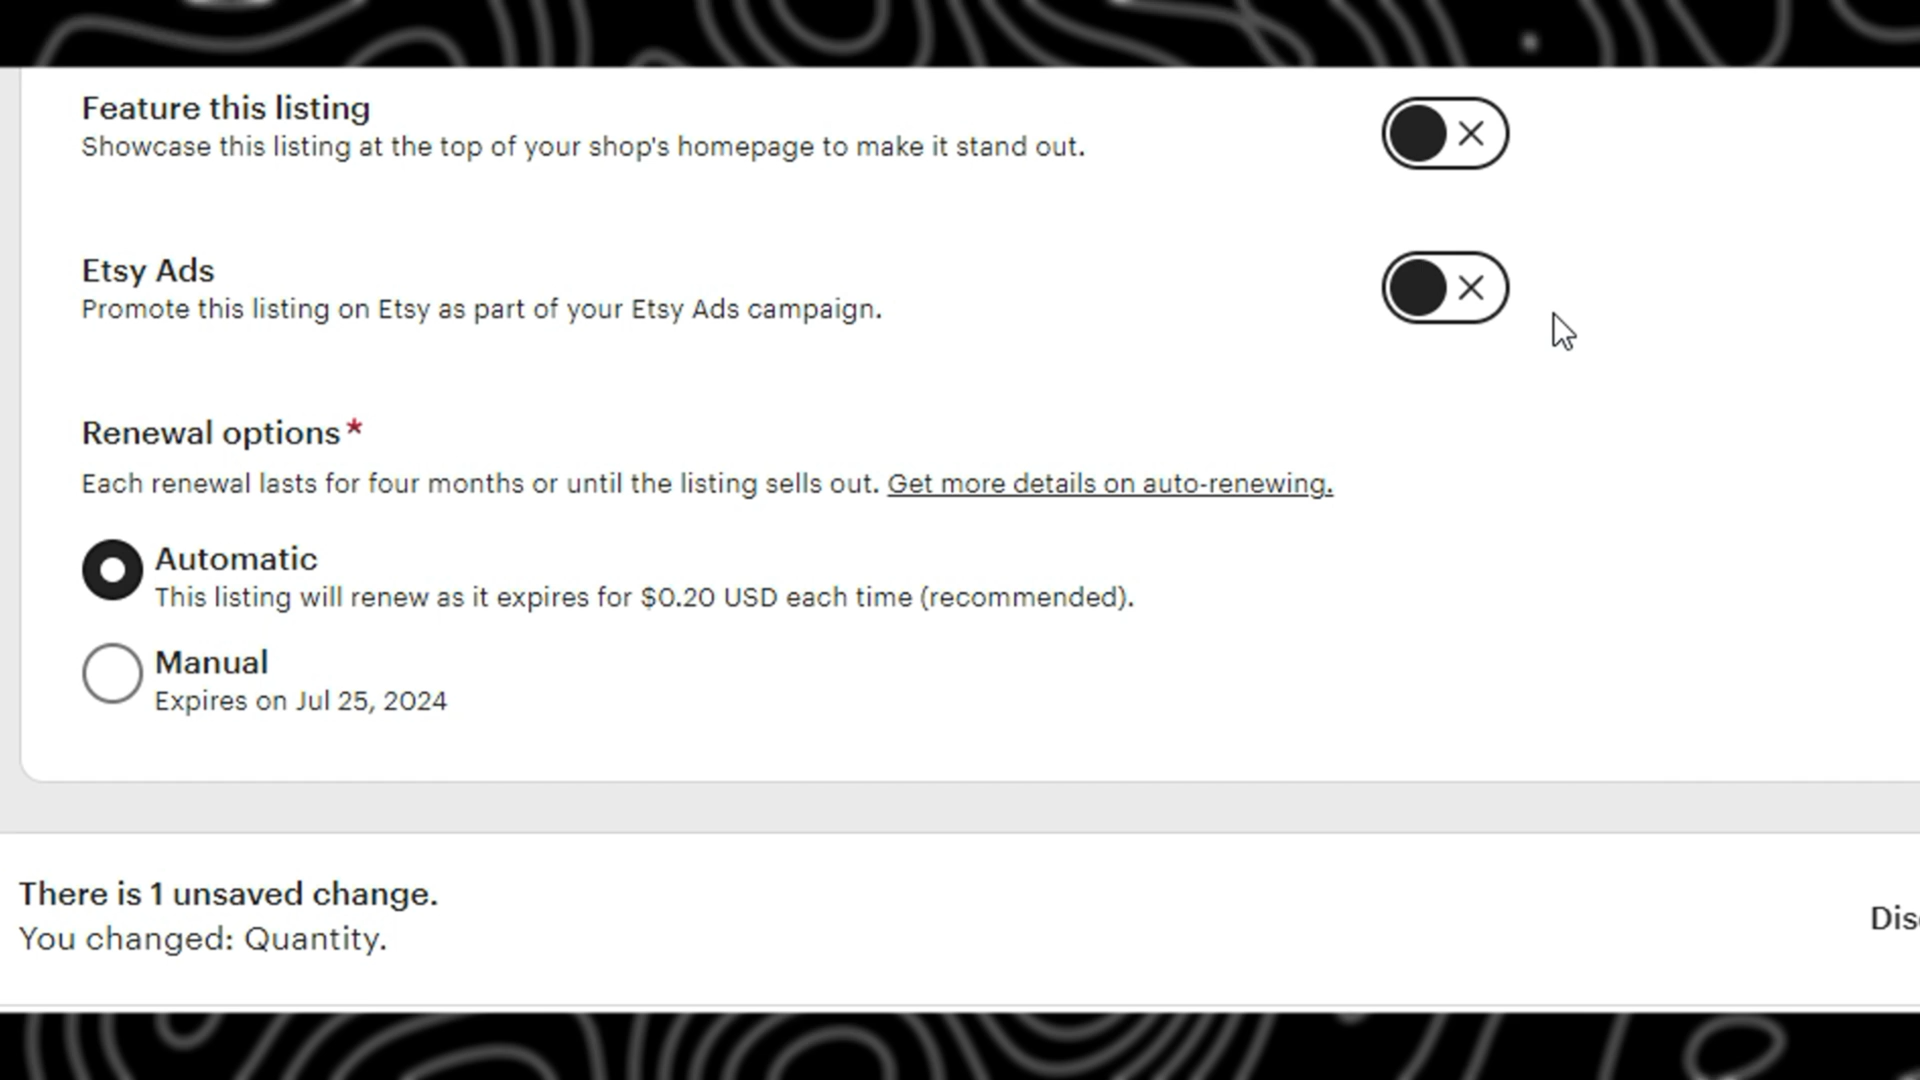 Feature this listing
Showcase this listing at the top of your shop's homepage to make it stand out.
Etsy Ads
Promote this listing on Etsy as part of your Etsy Ads campaign.
Renewal options*
Each renewal lasts for four months or until the listing sells out. Get more details on auto-renewing.
Automatic
This listing will renew as it expires for $0.20 USD each time (recommended).
Manual
Expires on Jul 25, 2024
There is 1 unsaved change.
You changed: Quantity.